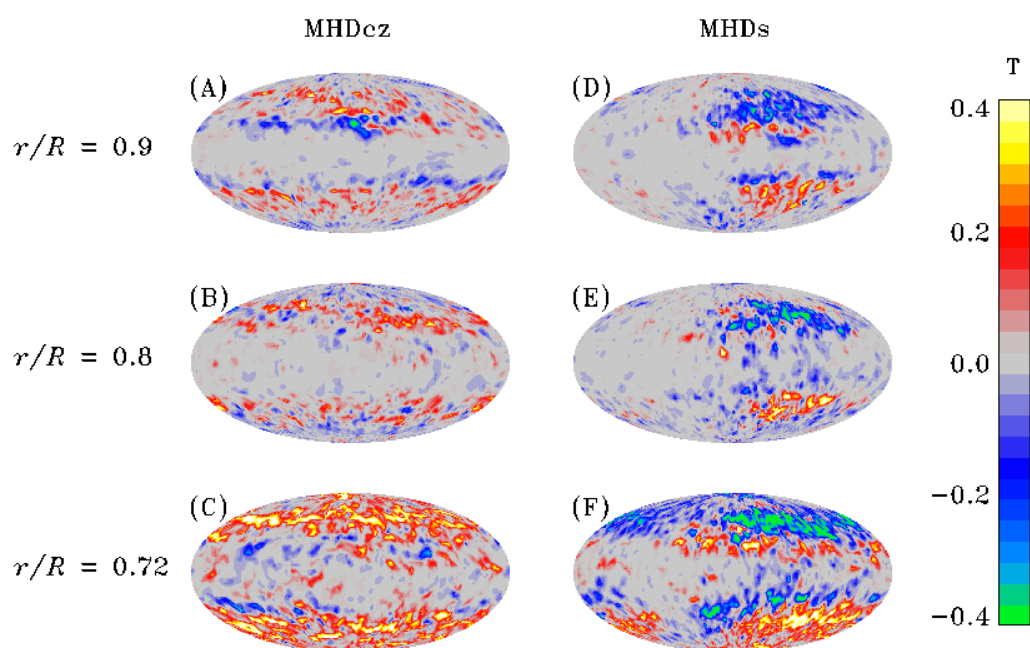 MHDcz MHDs
T
(A) (D)
0.4
r/R = 0.9
0.2
(B) (E)
r/R = 0.8
0.0
(C) (F)
−0.2
r/R = 0.72
−0.4